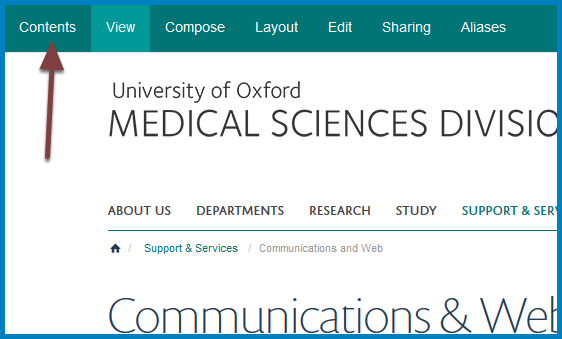 Contents View Compose Layout Edit Sharing Aliases
University of Oxford
MEDICAL SCIENCES DIVISIO
ABOUT US DEPARTMENTS RESEARCH STUDY SUPPORT & SERV
/ Support & Services / Communications and Web
Communications & Web